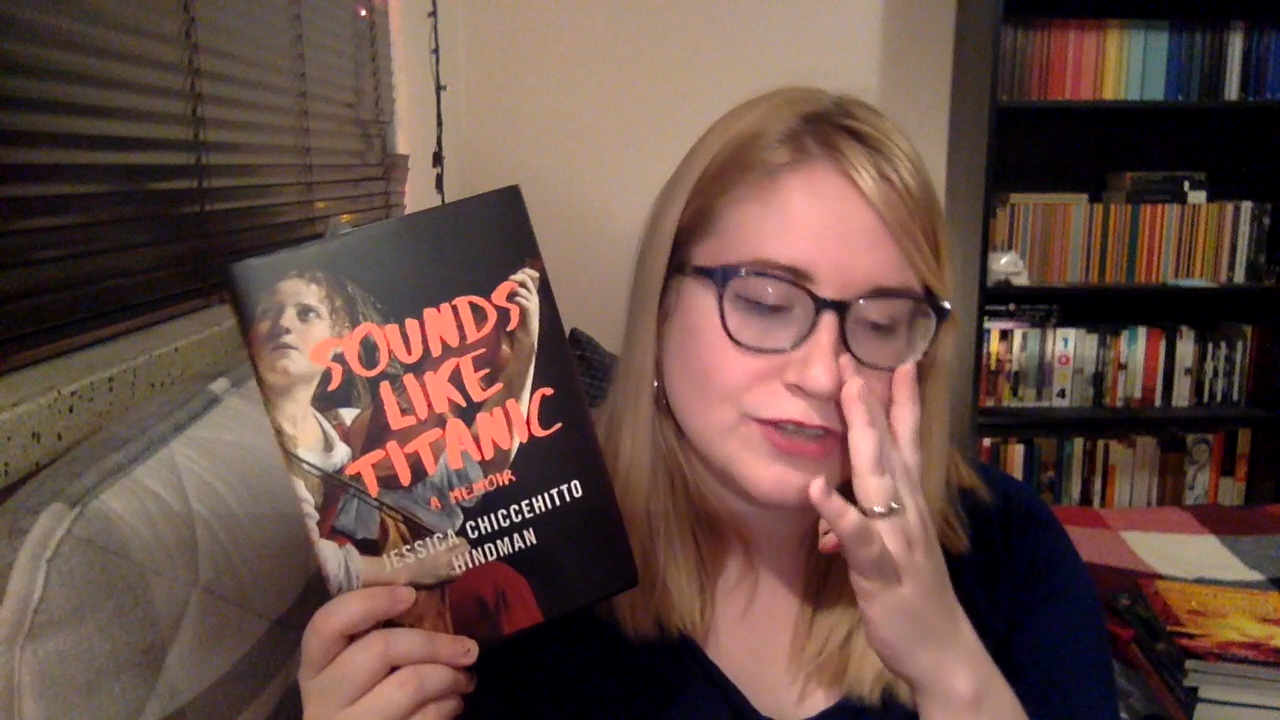 SOUNDS
LIKE
TITANIC
A MEMOIR
JESSICA CHICCEHITTO
HINDMAN